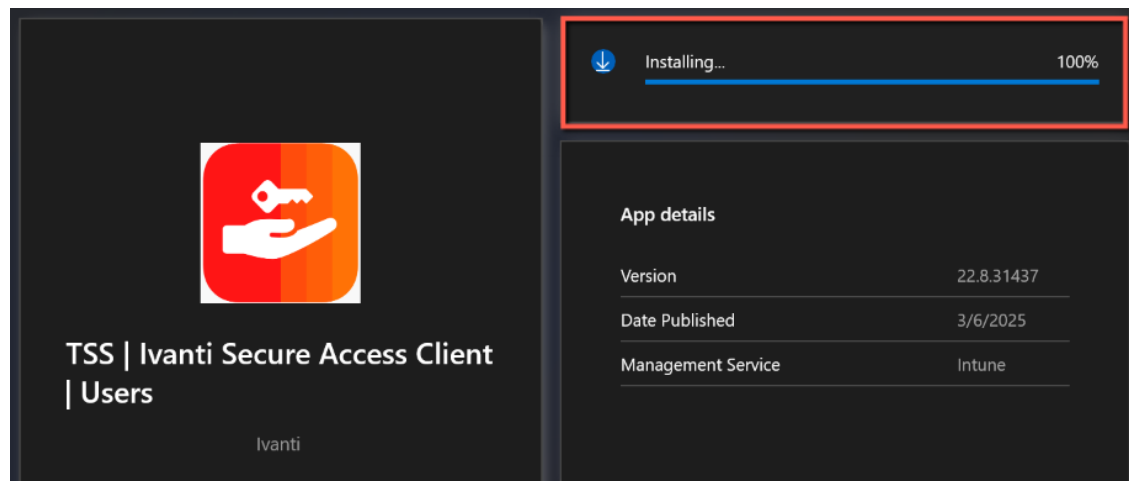 Installing... 100%
TSS | Ivanti Secure Access Client
| Users
Ivanti
App details
Version 22.8.31437
Date Published 3/6/2025
Management Service Intune